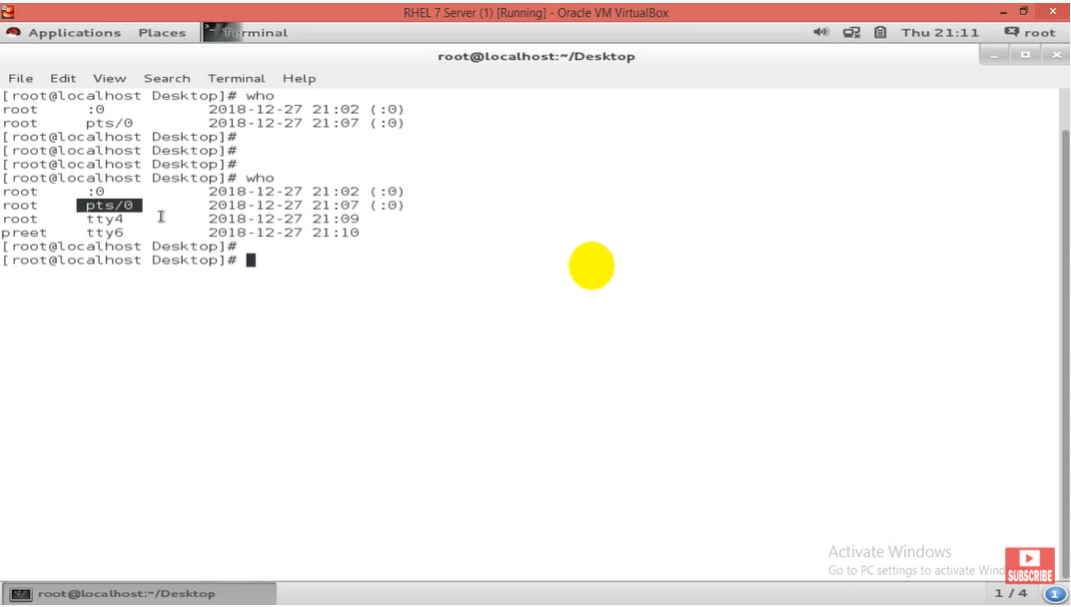 RHEL 7 Server (1) [Running] - Oracle VM VirtualBox
Applications Places Terminal Thu 21:11 root
root@localhost:~/Desktop
File Edit View Search Terminal Help
[root@localhost Desktop]# who
root :0 2018-12-27 21:02 (:0)
root pts/0 2018-12-27 21:07 (:0)
[root@localhost Desktop]#
[root@localhost Desktop]#
[root@localhost Desktop]#
[root@localhost Desktop]# who
root :0 2018-12-27 21:02 (:0)
root pts/0 2018-12-27 21:07 (:0)
root tty4 2018-12-27 21:09
preet tty6 2018-12-27 21:10
[root@localhost Desktop]#
[root@localhost Desktop]#
Activate Windows
Go to PC settings to activate Wind
SUBSCRIBE
root@localhost:~/Desktop 1 / 4 1